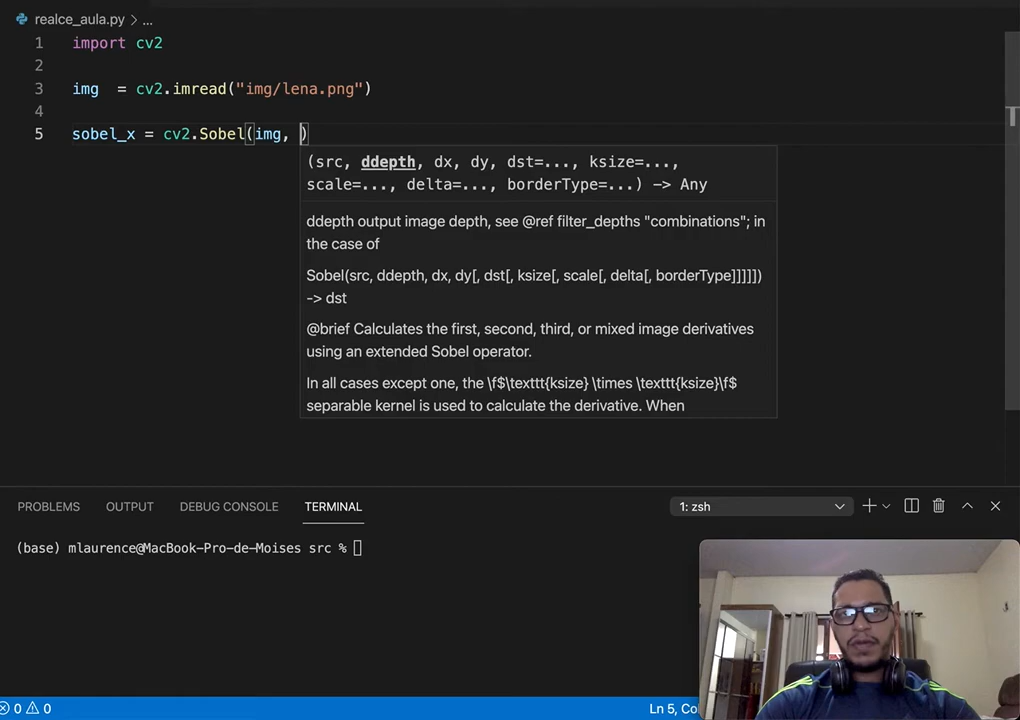 realce_aula.py > ...
1 import cv2
2
3 img = cv2.imread("img/lena.png")
4
5 sobel_x = cv2.Sobel(img, )
(src, ddepth, dx, dy, dst=..., ksize=...,
scale=..., delta=..., borderType=...) -> Any
ddepth output image depth, see @ref filter_depths "combinations"; in
the case of
Sobel(src, ddepth, dx, dy[, dst[, ksize[, scale[, delta[, borderType]]]]])
-> dst
@brief Calculates the first, second, third, or mixed image derivatives
using an extended Sobel operator.
In all cases except one, the \f$\texttt{ksize} \times \texttt{ksize}\f$
separable kernel is used to calculate the derivative. When
PROBLEMS OUTPUT DEBUG CONSOLE TERMINAL 1: zsh
(base) mlaurence@MacBook-Pro-de-Moises src %
0 0 Ln 5, Co